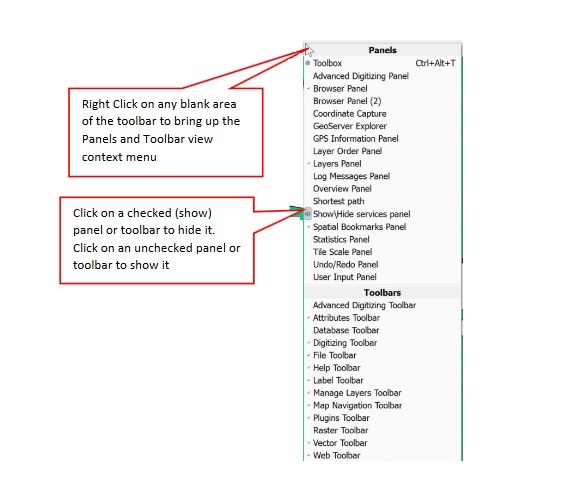 Panels
Toolbox Ctrl+Alt+T
Advanced Digitizing Panel
Browser Panel
Browser Panel (2)
Coordinate Capture
GeoServer Explorer
GPS Information Panel
Layer Order Panel
Layers Panel
Log Messages Panel
Overview Panel
Shortest path
Show\Hide services panel
Spatial Bookmarks Panel
Statistics Panel
Tile Scale Panel
Undo/Redo Panel
User Input Panel
Toolbars
Advanced Digitizing Toolbar
Attributes Toolbar
Database Toolbar
Digitizing Toolbar
File Toolbar
Help Toolbar
Label Toolbar
Manage Layers Toolbar
Map Navigation Toolbar
Plugins Toolbar
Raster Toolbar
Vector Toolbar
Web Toolbar
Right Click on any blank area
of the toolbar to bring up the
Panels and Toolbar view
context menu
Click on a checked (show)
panel or toolbar to hide it.
Click on an unchecked panel or
toolbar to show it